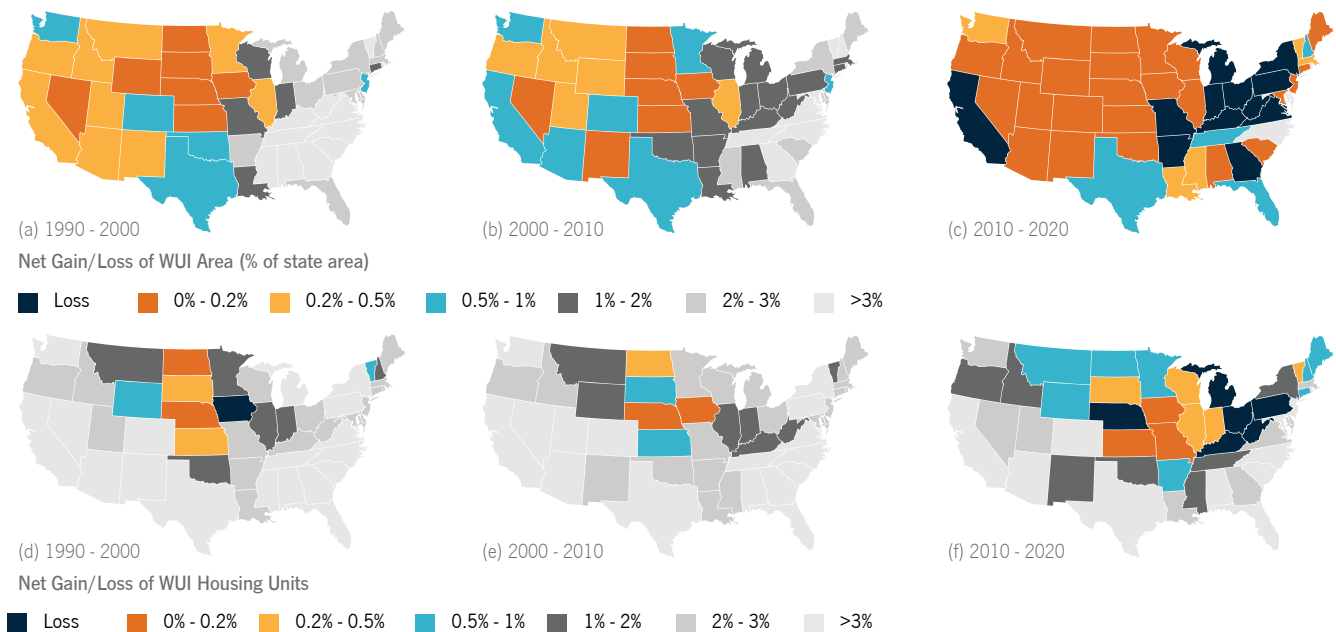 (a) 1990 - 2000
(b) 2000 - 2010
(c) 2010 - 2020
Net Gain/Loss of WUI Area (% of state area)
Loss 0% - 0.2% 0.2% - 0.5% 0.5% - 1% 1% - 2% 2% - 3% >3%
(d) 1990 - 2000
(e) 2000 - 2010
(f) 2010 - 2020
Net Gain/Loss of WUI Housing Units
Loss 0% - 0.2% 0.2% - 0.5% 0.5% - 1% 1% - 2% 2% - 3% >3%